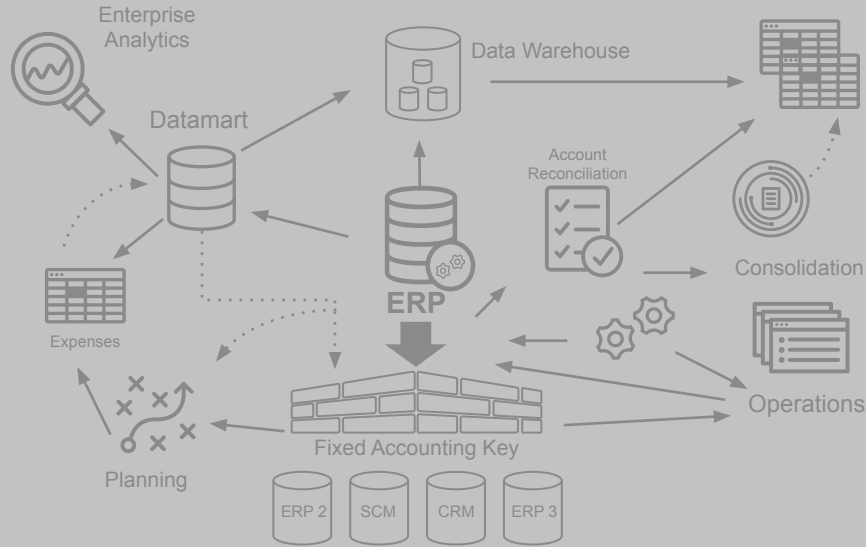 Enterprise
Analytics
Data Warehouse
Datamart
Account
Reconciliation
Consolidation
ERP
Expenses
Operations
Fixed Accounting Key
Planning
ERP 2
SCM
CRM
ERP 3